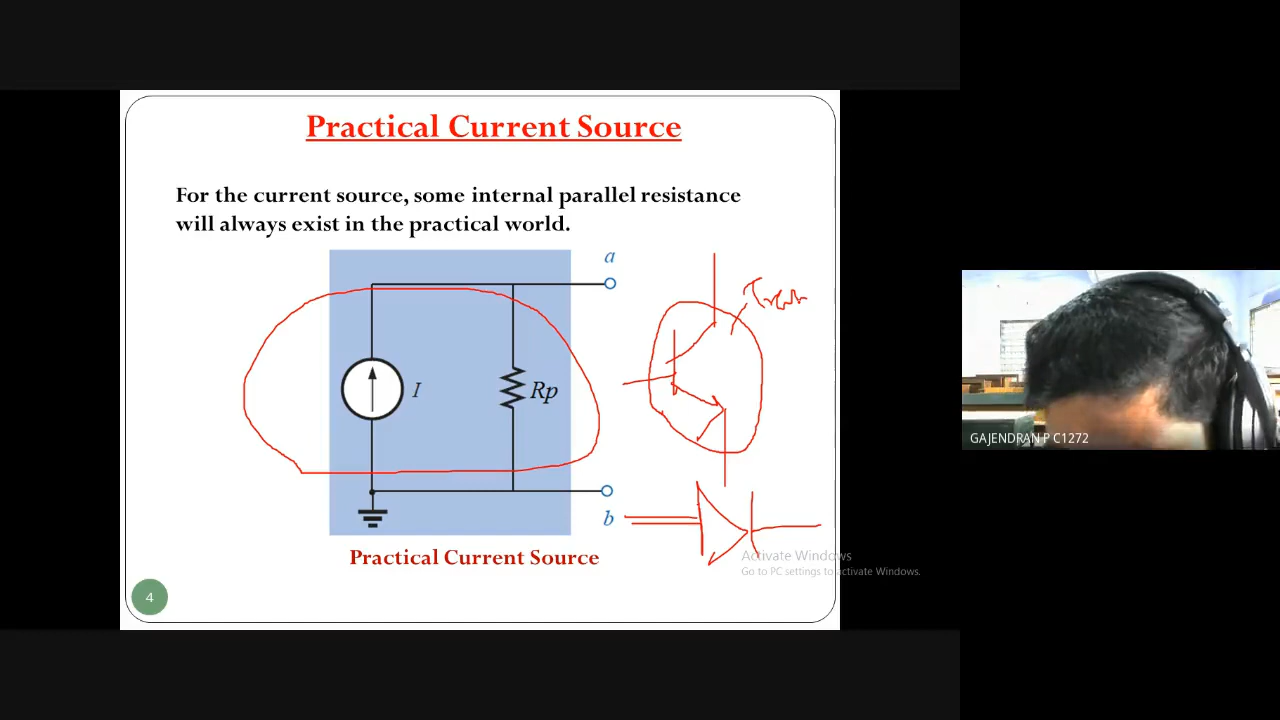 Practical Current Source
For the current source, some internal parallel resistance
will always exist in the practical world.
a
I
Rp
b
Practical Current Source
4
Activate Windows
Go to PC settings to activate Windows.
GAJENDRAN P C1272